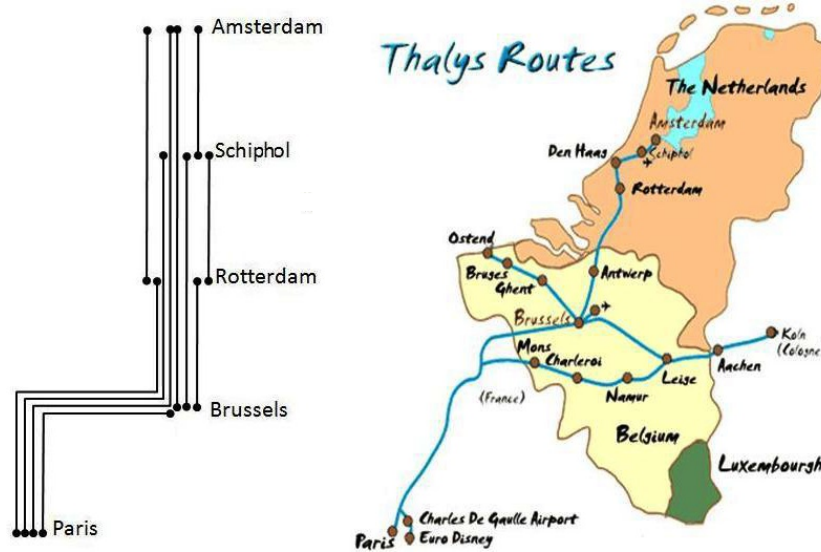 Amsterdam
Schiphol
Rotterdam
Brussels
Paris
Thalys Routes
The Netherlands
Amsterdam
Schiphol
Den Haag
Rotterdam
Ostend
Bruges
Ghent
Antwerp
Brussels
Mons
Charleroi
Namur
Leige
Aachen
Koln
(Cologne
(France)
Belgium
Luxembourgh
Charles De Gaulle Airport
Paris
Euro Disney